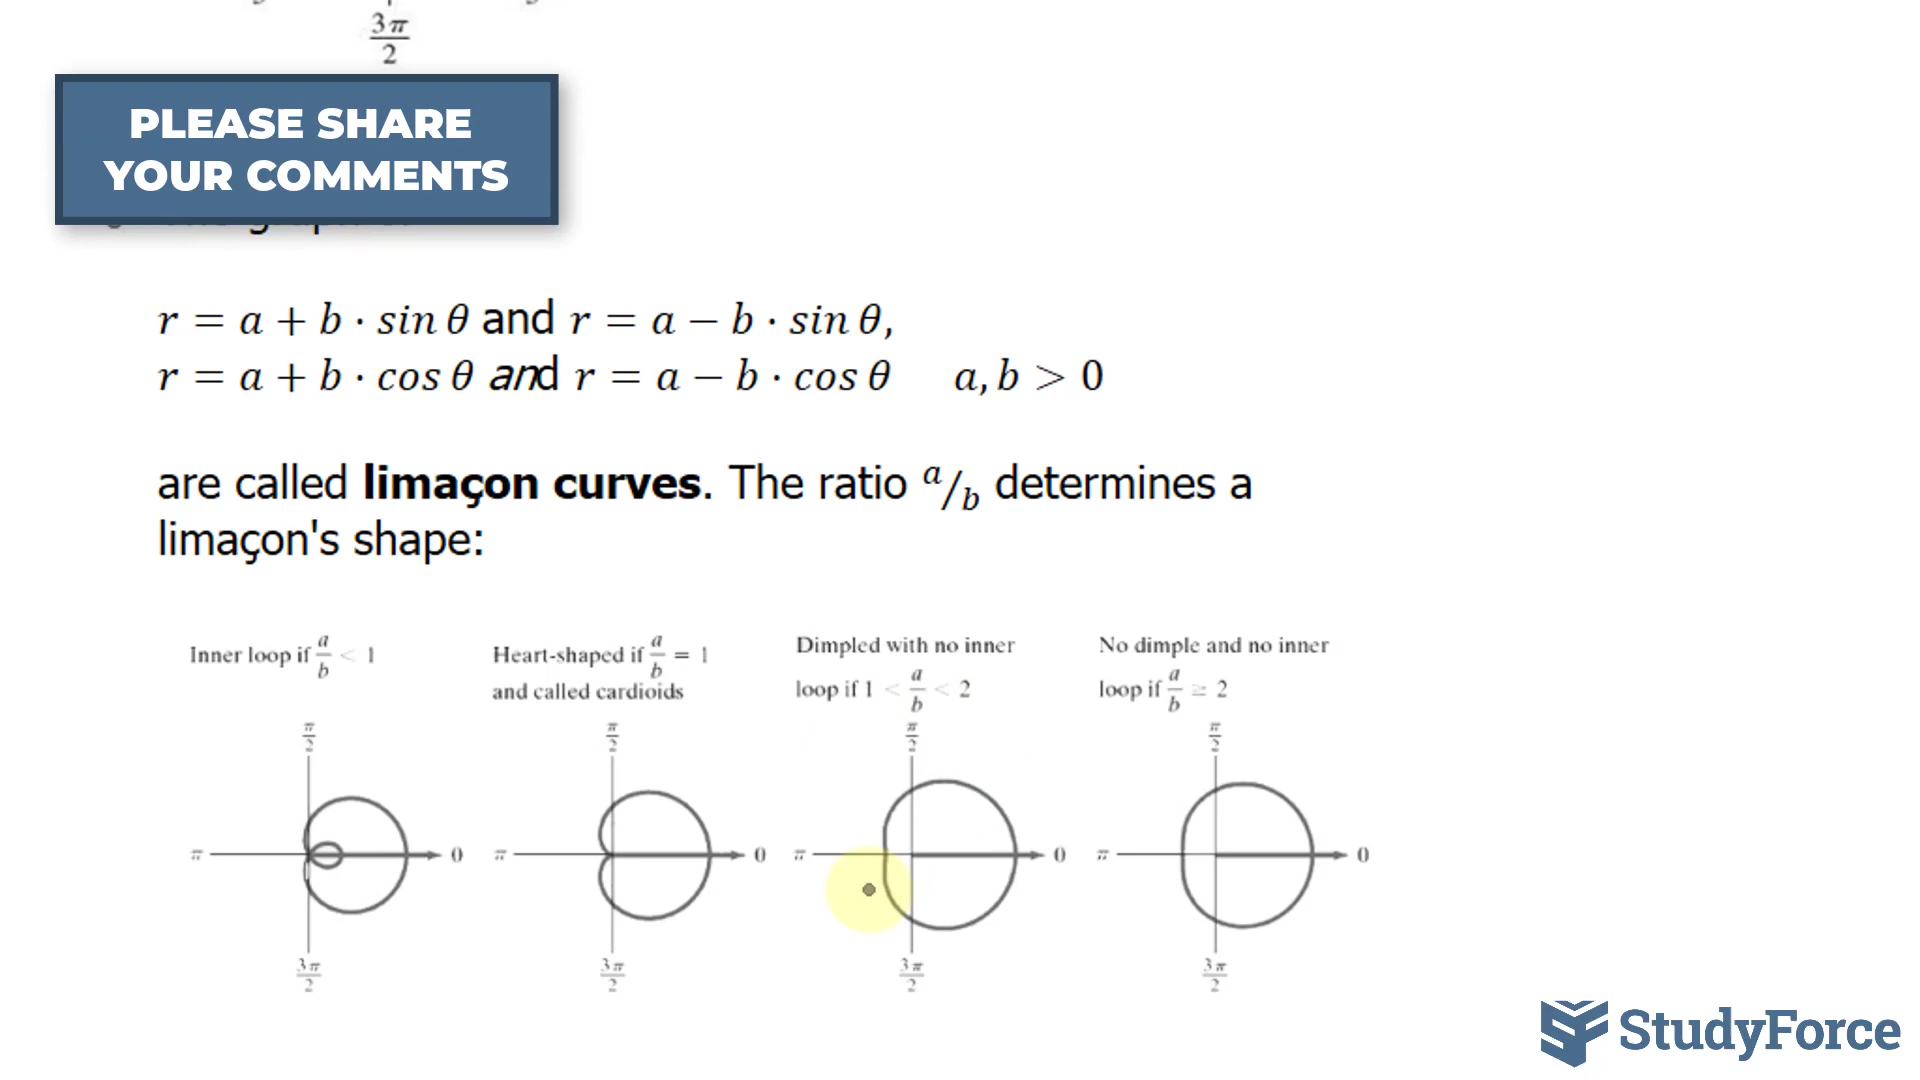 3π/2
PLEASE SHARE
YOUR COMMENTS
r = a + b · sin θ and r = a − b · sin θ,
r = a + b · cos θ and r = a − b · cos θ a, b > 0
are called limaçon curves. The ratio a/b determines a
limaçon's shape:
Inner loop if a/b < 1
Heart-shaped if a/b = 1
and called cardioids
Dimpled with no inner
loop if 1 < a/b < 2
No dimple and no inner
loop if a/b ≥ 2
π/2
π
0
3π/2
π/2
π
0
3π/2
π/2
π
0
3π/2
π/2
π
0
3π/2
StudyForce